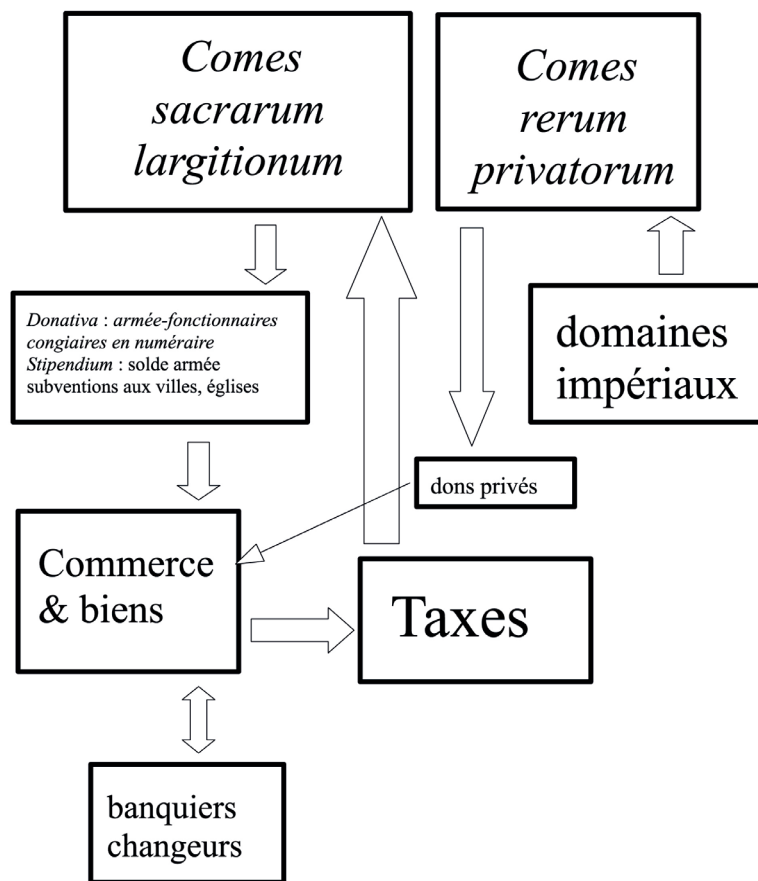 Comes
sacrarum
largitionum
Comes
rerum
privatorum
Donativa : armée-fonctionnaires
congiaires en numéraire
Stipendium : solde armée
subventions aux villes, églises
domaines
impériaux
dons privés
Commerce
& biens
Taxes
banquiers
changeurs